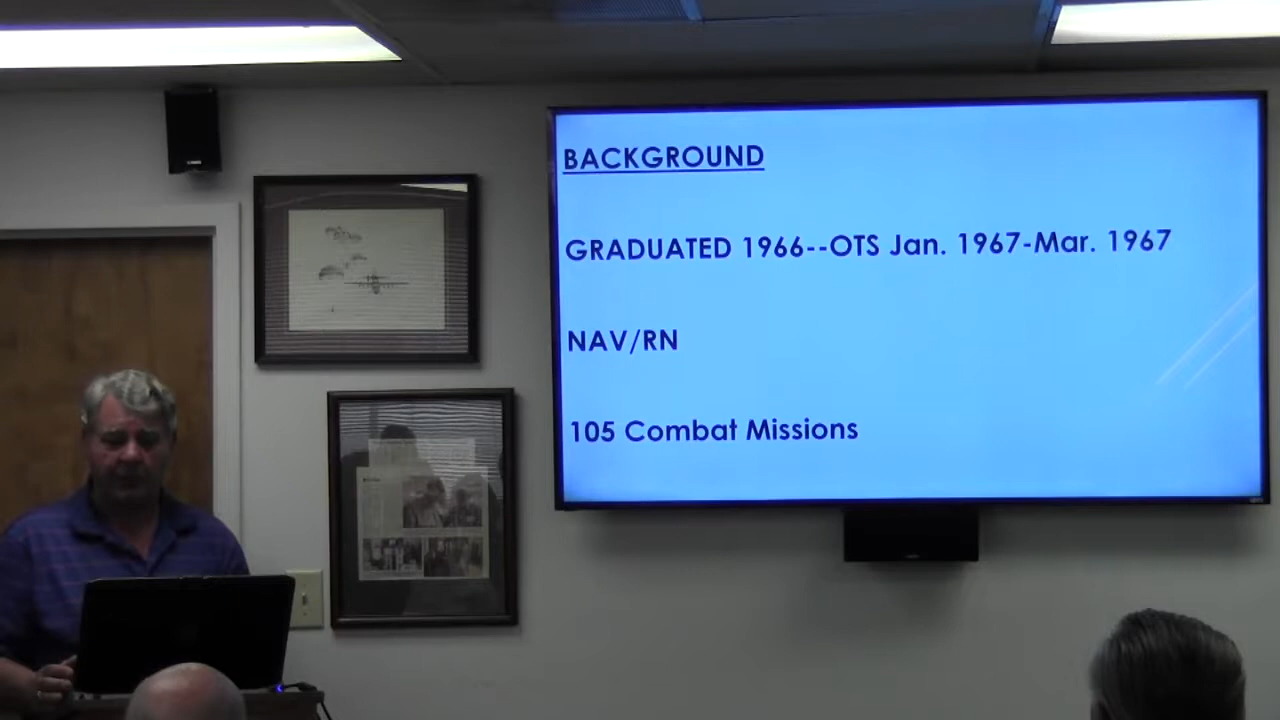 BACKGROUND
GRADUATED 1966--OTS Jan. 1967-Mar. 1967
NAV/RN
105 Combat Missions